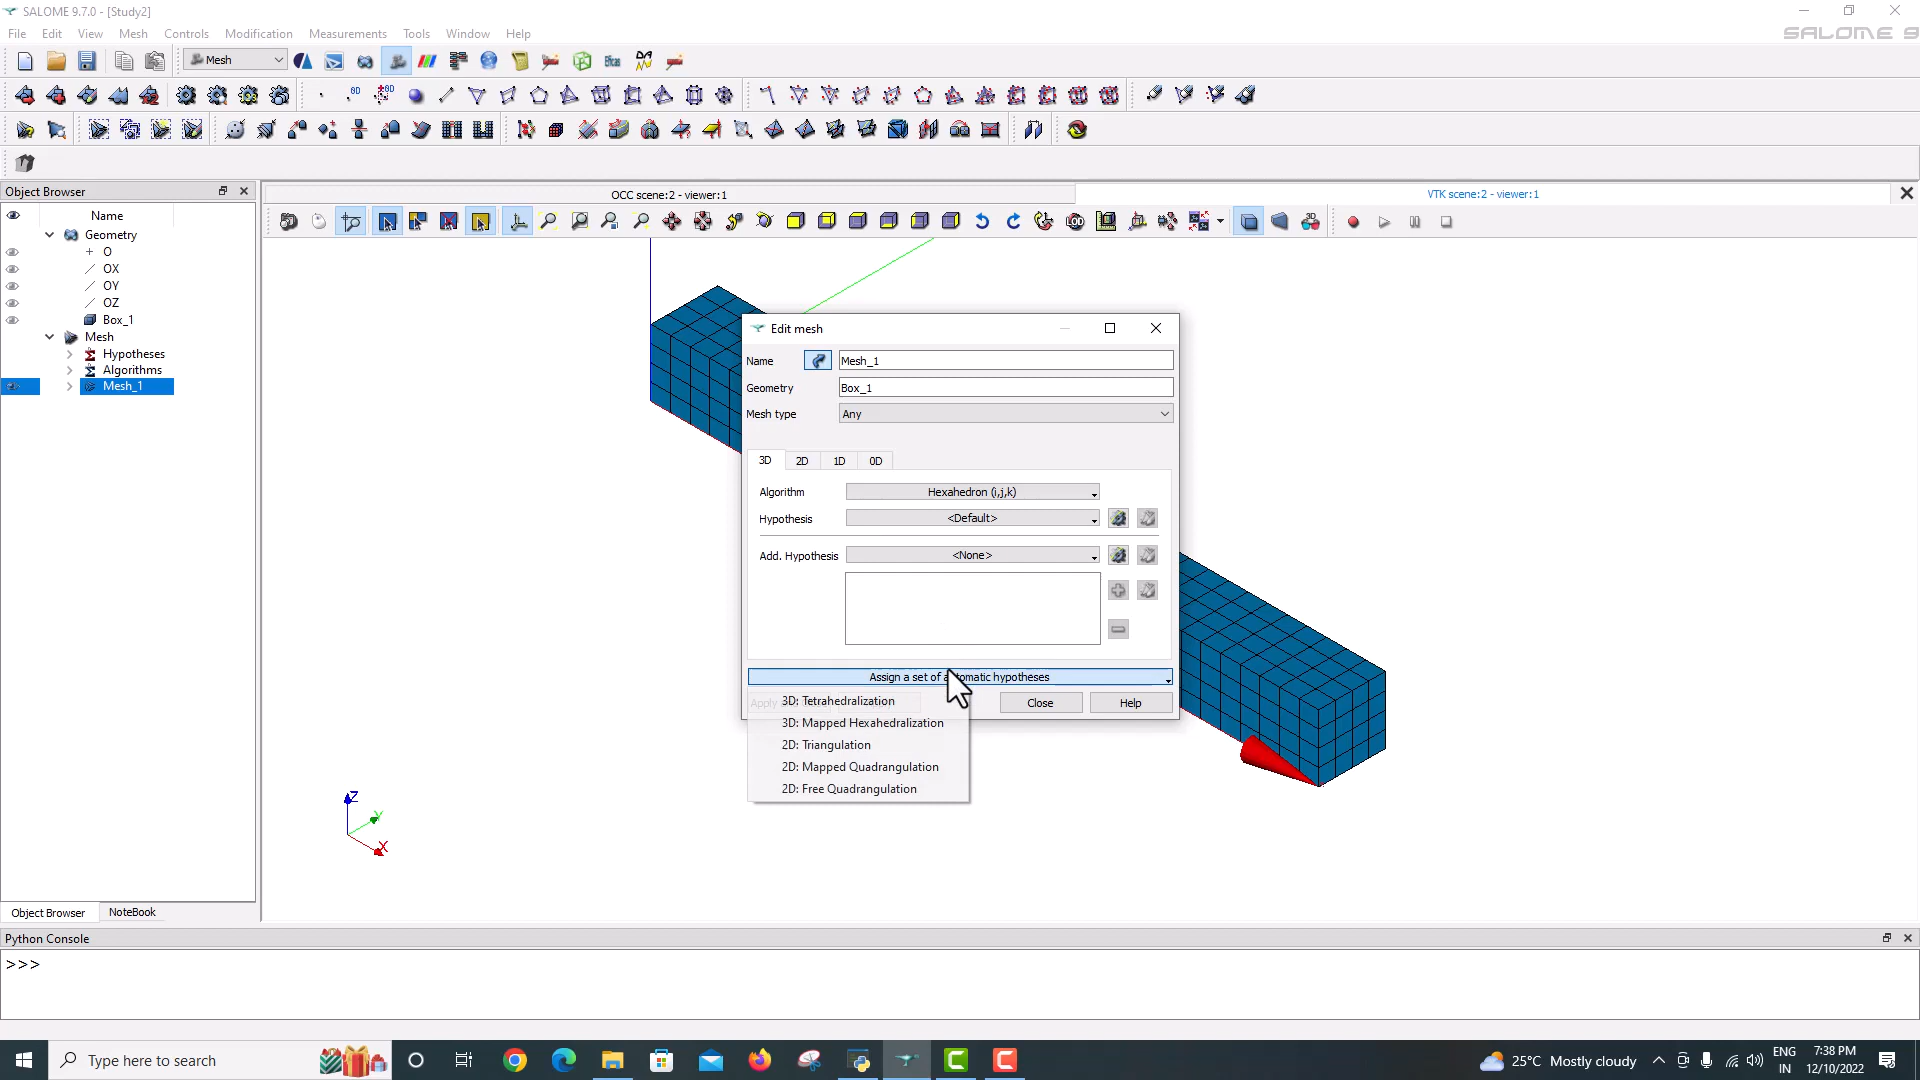 SALOME 9.7.0 - [Study2]
File Edit View Mesh Controls Modification Measurements Tools Window Help
SALOME 9
Mesh
Eficas
0D
0D
Object Browser
OCC scene:2 - viewer:1
VTK scene:2 - viewer:1
Name
Geometry
O
OX
OY
OZ
Box_1
Mesh
Hypotheses
Algorithms
Mesh_1
Edit mesh
Name Mesh_1
Geometry Box_1
Mesh type Any
3D 2D 1D 0D
Algorithm Hexahedron (i,j,k)
Hypothesis <Default>
Add. Hypothesis <None>
Close Help
3D: Tetrahedralization
3D: Mapped Hexahedralization
2D: Triangulation
2D: Mapped Quadrangulation
2D: Free Quadrangulation
Assign a set of
hypotheses
Z
Y
X
Object Browser NoteBook
Python Console
>>>
Type here to search
25°C Mostly cloudy
ENG
IN
7:38 PM
12/10/2022